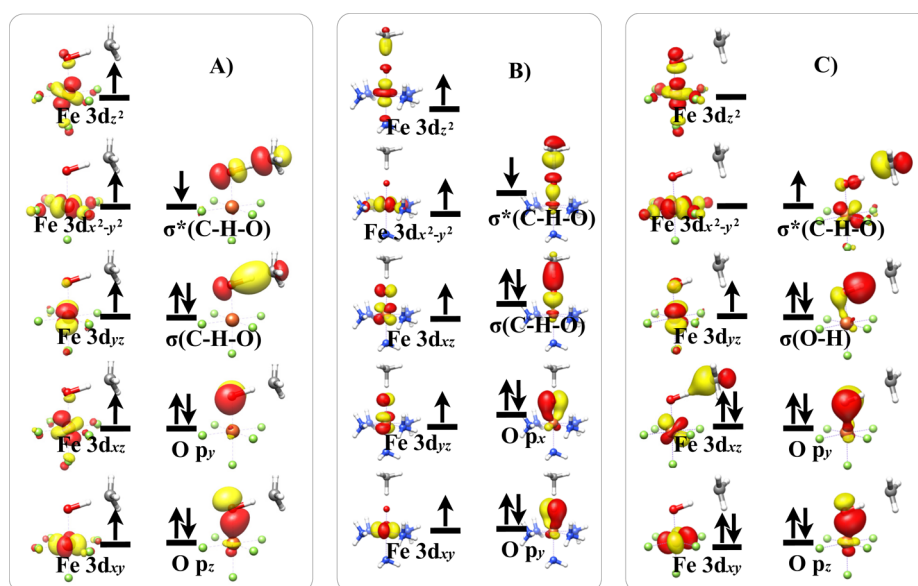 A)
Fe 3dz²
Fe 3dx²-y²
σ*(C-H-O)
Fe 3dyz
σ(C-H-O)
Fe 3dxz
O py
Fe 3dxy
O pz
B)
Fe 3dz²
Fe 3dx²-y²
σ*(C-H-O)
Fe 3dxz
σ(C-H-O)
Fe 3dyz
O px
Fe 3dxy
O py
C)
Fe 3dz²
Fe 3dx²-y²
σ*(C-H-O)
Fe 3dyz
σ(O-H)
Fe 3dxz
O py
Fe 3dxy
O pz